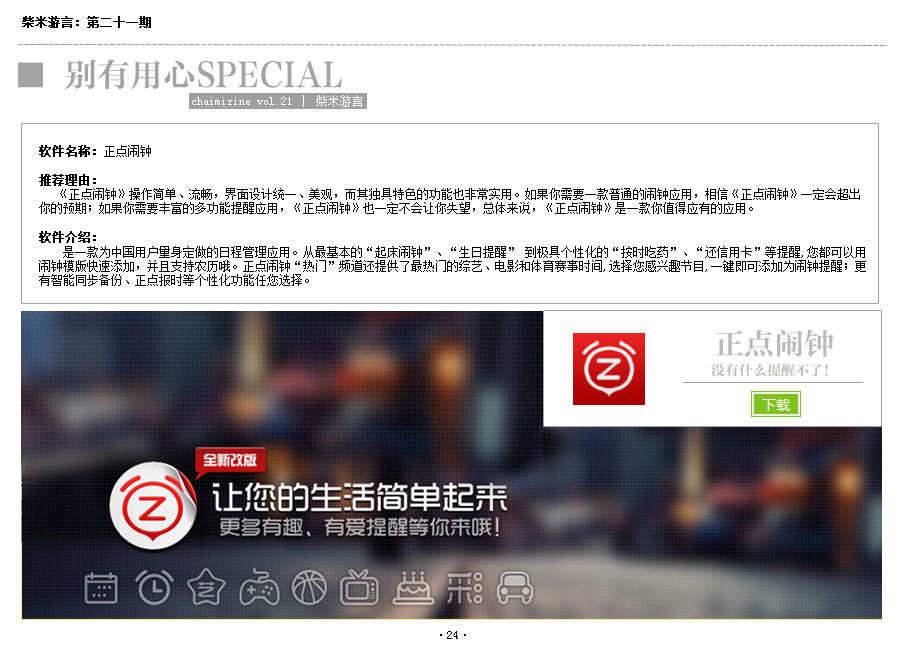 柴米游言：第二十一期
别有用心SPECIAL
chaimizine vol.21 | 柴米游言
软件名称：正点闹钟
推荐理由：
《正点闹钟》操作简单、流畅，界面设计统一、美观，而其独具特色的功能也非常实用。如果你需要一款普通的闹钟应用，相信《正点闹钟》一定会超出
你的预期；如果你需要丰富的多功能提醒应用，《正点闹钟》也一定不会让你失望，总体来说，《正点闹钟》是一款你值得应有的应用。
软件介绍：
是一款为中国用户量身定做的日程管理应用。从最基本的“起床闹钟”、“生日提醒” 到极具个性化的“按时吃药”、“还信用卡”等提醒,您都可以用
闹钟模版快速添加，并且支持农历哦。正点闹钟“热门”频道还提供了最热门的综艺、电影和体育赛事时间,选择您感兴趣节目,一键即可添加为闹钟提醒；更
有智能同步备份、正点报时等个性化功能任您选择。
正点闹钟
没有什么提醒不了！
下载
全新改版
让您的生活简单起来
更多有趣、有爱提醒等你来哦！
艺
·24·